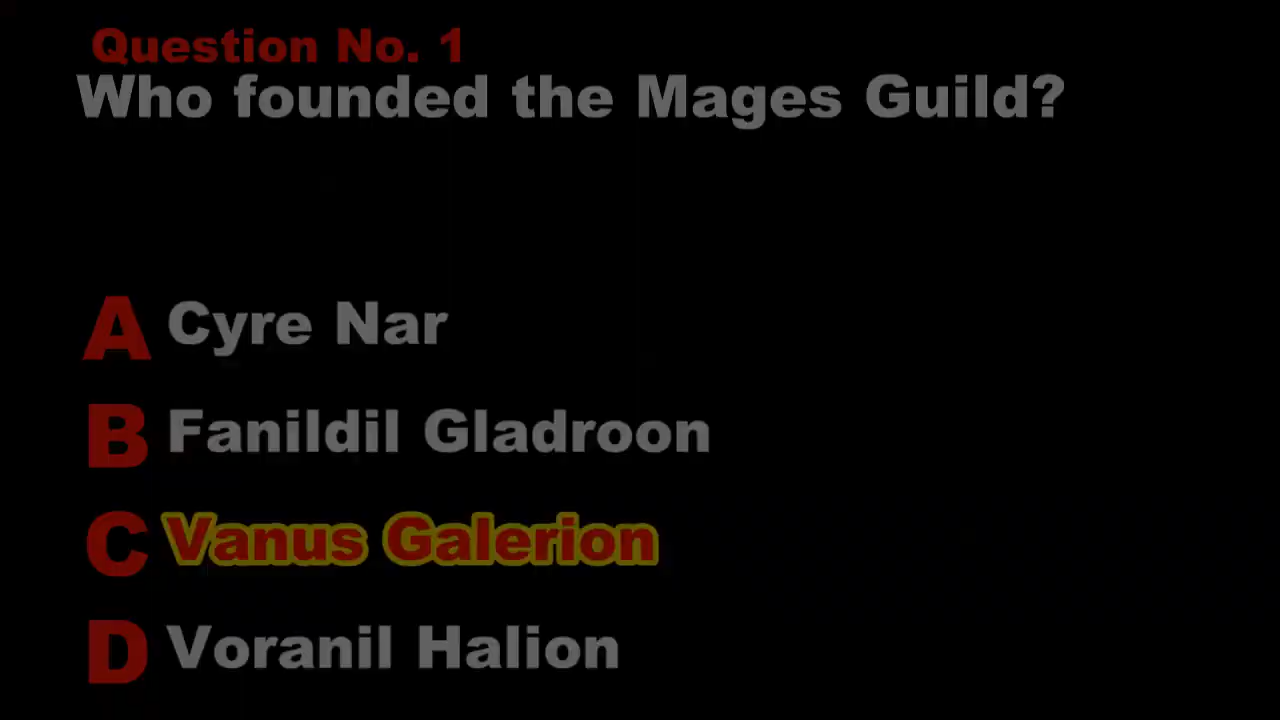 Question No. 1
Who founded the Mages Guild?
A Cyre Nar
B Fanildil Gladroon
C Vanus Galerion
D Voranil Halion